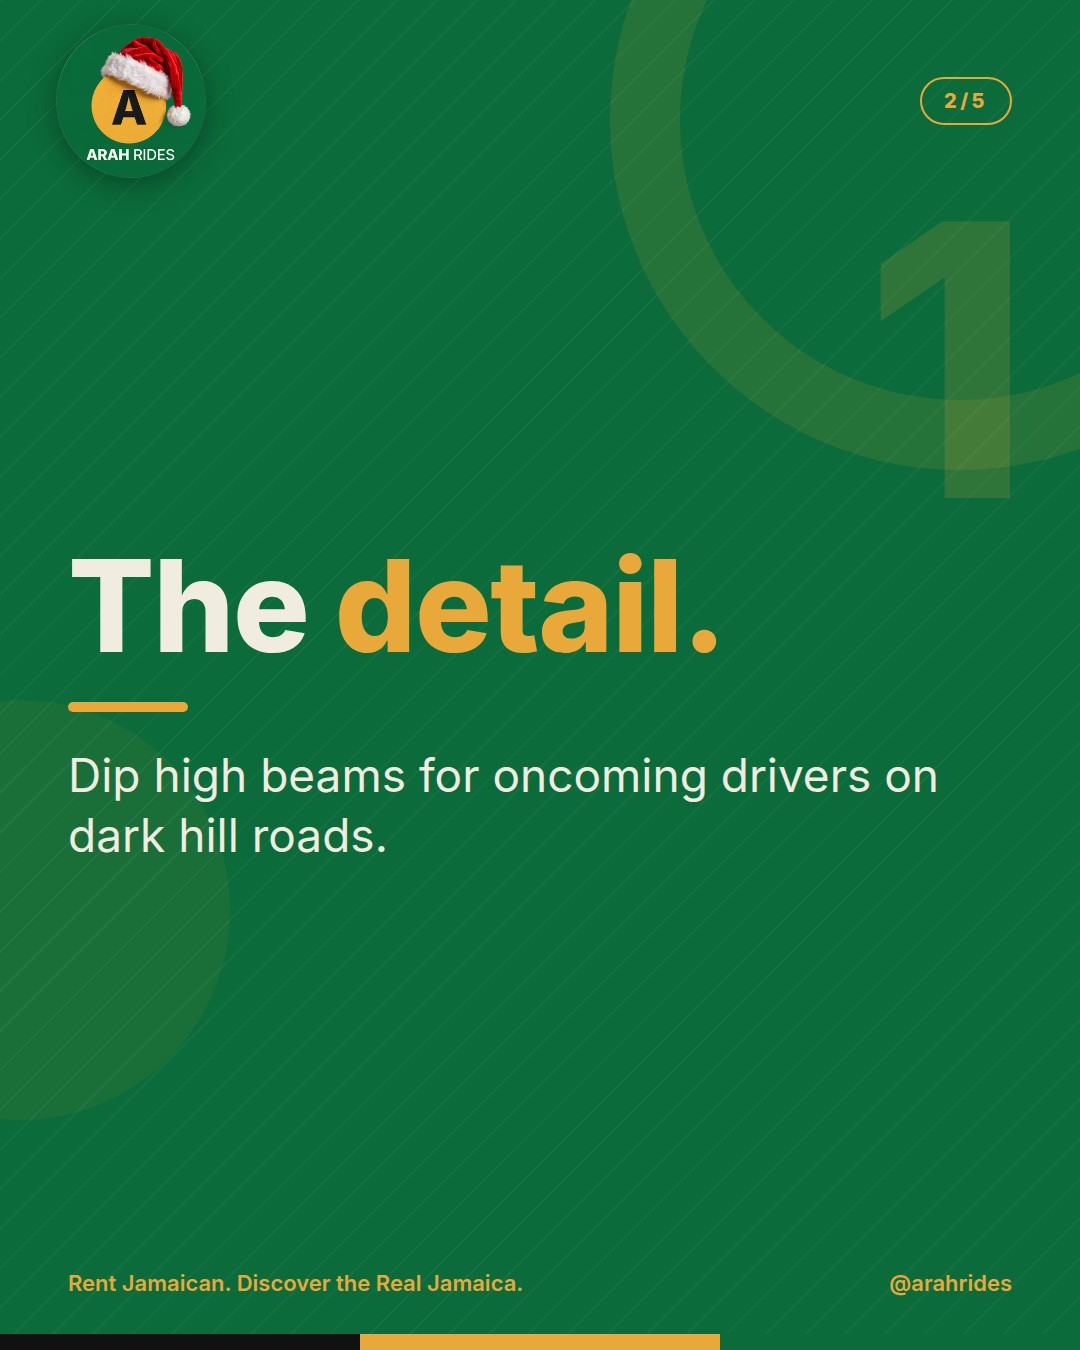 A
ARAH RIDES
2/5
1
The detail.
Dip high beams for oncoming drivers on
dark hill roads.
Rent Jamaican. Discover the Real Jamaica.
@arahrides